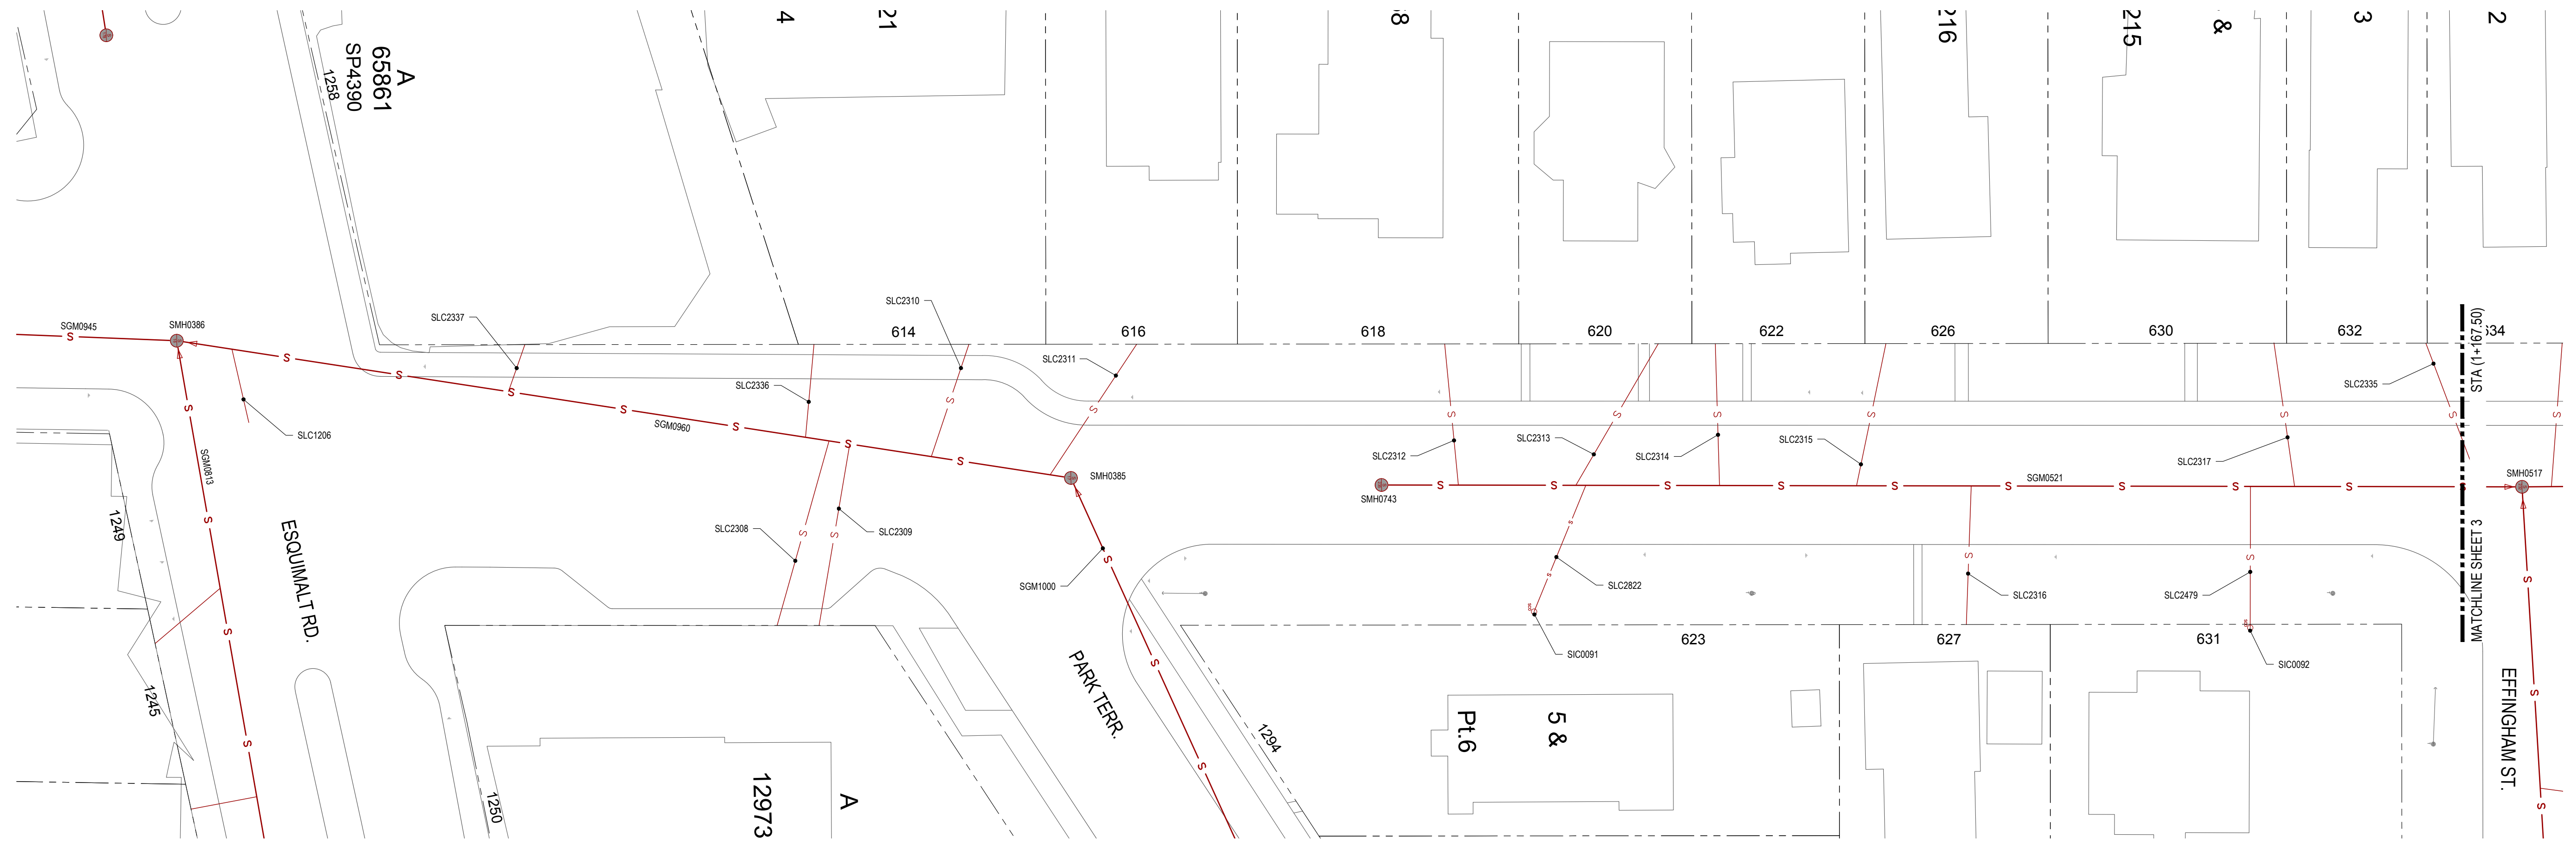 4
21
216
215
&
3
2
A
65861
SP4390
1258
SGM0945
SMH0386
SLC2337
SLC2310
614
616
618
620
622
626
630
632
STA (1+167.50)
SLC2311
SLC2336
SLC2335
SLC1206
SGM0960
SGM0813
SLC2312
SLC2313
SLC2314
SLC2315
SLC2317
SMH0385
SMH0743
SGM0521
SMH0517
1249
ESQUIMALT RD.
SLC2308
SLC2309
SGM1000
SLC2822
SLC2316
SLC2479
MATCHLINE SHEET 3
SIC0091
SIC0092
623
627
631
1245
PARK TERR.
1294
Pt.6
5 &
EFFINGHAM ST.
1250
12973
A
S